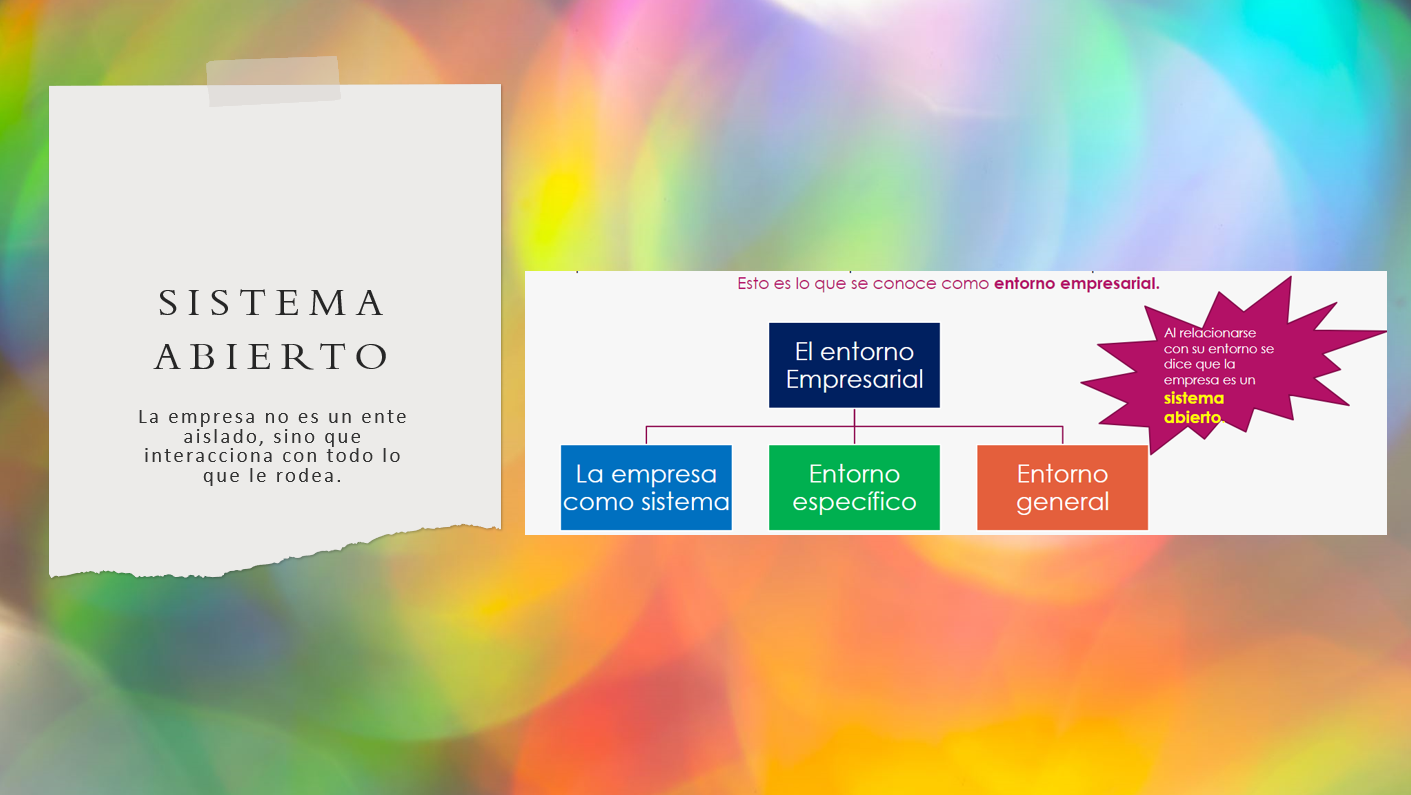 SISTEMA
ABIERTO
La empresa no es un ente
aislado, sino que
interacciona con todo lo
que le rodea.
Esto es lo que se conoce como entorno empresarial.
El entorno
Empresarial
La empresa
como sistema
Entorno
específico
Entorno
general
Al relacionarse
con su entorno se
dice que la
empresa es un
sistema
abierto.